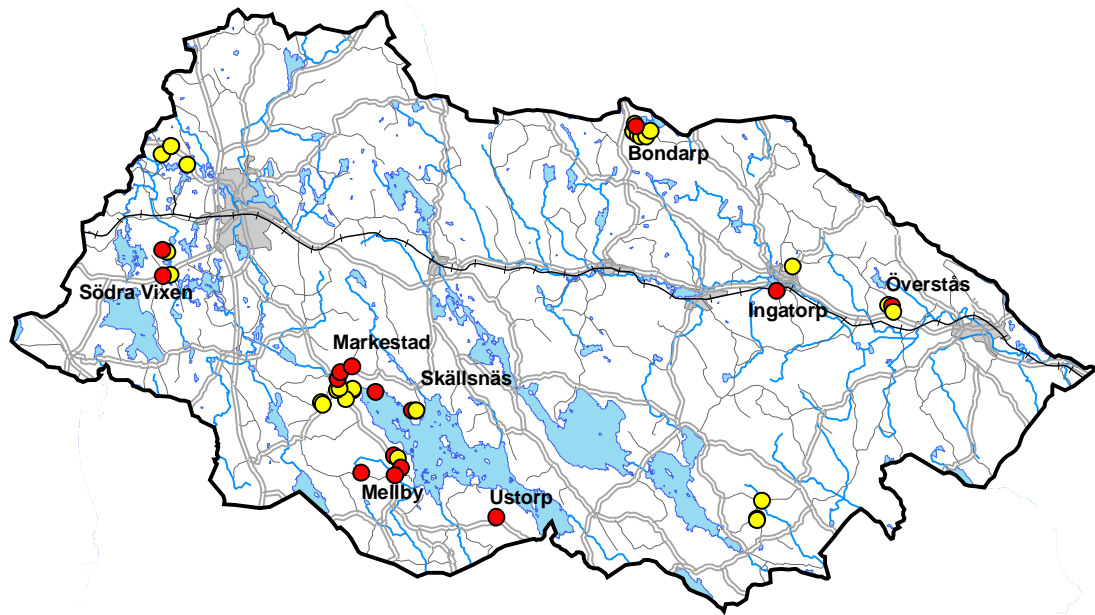 Bondarp
Överstås
Södra Vixen
Ingatorp
Markestad
Skällsnäs
Mellby
Ustorp